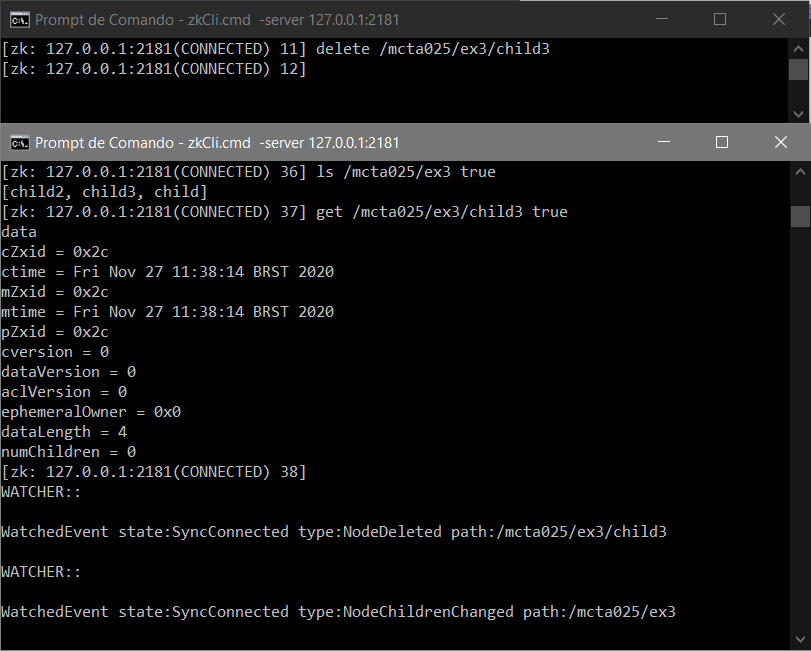 Prompt de Comando - zkCli.cmd  -server 127.0.0.1:2181
[zk: 127.0.0.1:2181(CONNECTED) 11] delete /mcta025/ex3/child3
[zk: 127.0.0.1:2181(CONNECTED) 12]
Prompt de Comando - zkCli.cmd  -server 127.0.0.1:2181
[zk: 127.0.0.1:2181(CONNECTED) 36] ls /mcta025/ex3 true
[child2, child3, child]
[zk: 127.0.0.1:2181(CONNECTED) 37] get /mcta025/ex3/child3 true
data
cZxid = 0x2c
ctime = Fri Nov 27 11:38:14 BRST 2020
mZxid = 0x2c
mtime = Fri Nov 27 11:38:14 BRST 2020
pZxid = 0x2c
cversion = 0
dataVersion = 0
aclVersion = 0
ephemeralOwner = 0x0
dataLength = 4
numChildren = 0
[zk: 127.0.0.1:2181(CONNECTED) 38]
WATCHER::
WatchedEvent state:SyncConnected type:NodeDeleted path:/mcta025/ex3/child3
WATCHER::
WatchedEvent state:SyncConnected type:NodeChildrenChanged path:/mcta025/ex3